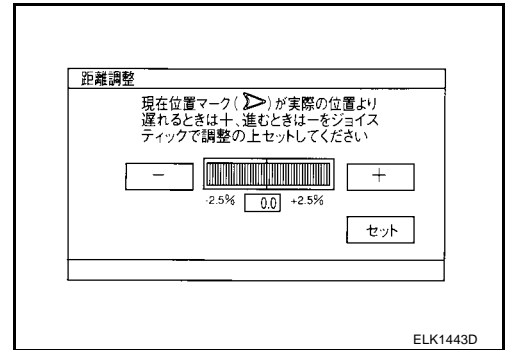 距離調整
現在位置マーク( )が実際の位置より
遅れるときは＋、進むときはーをジョイス
ティックで調整の上セットしてください
− ＋
-2.5% 0.0 +2.5%
セット
ELK1443D